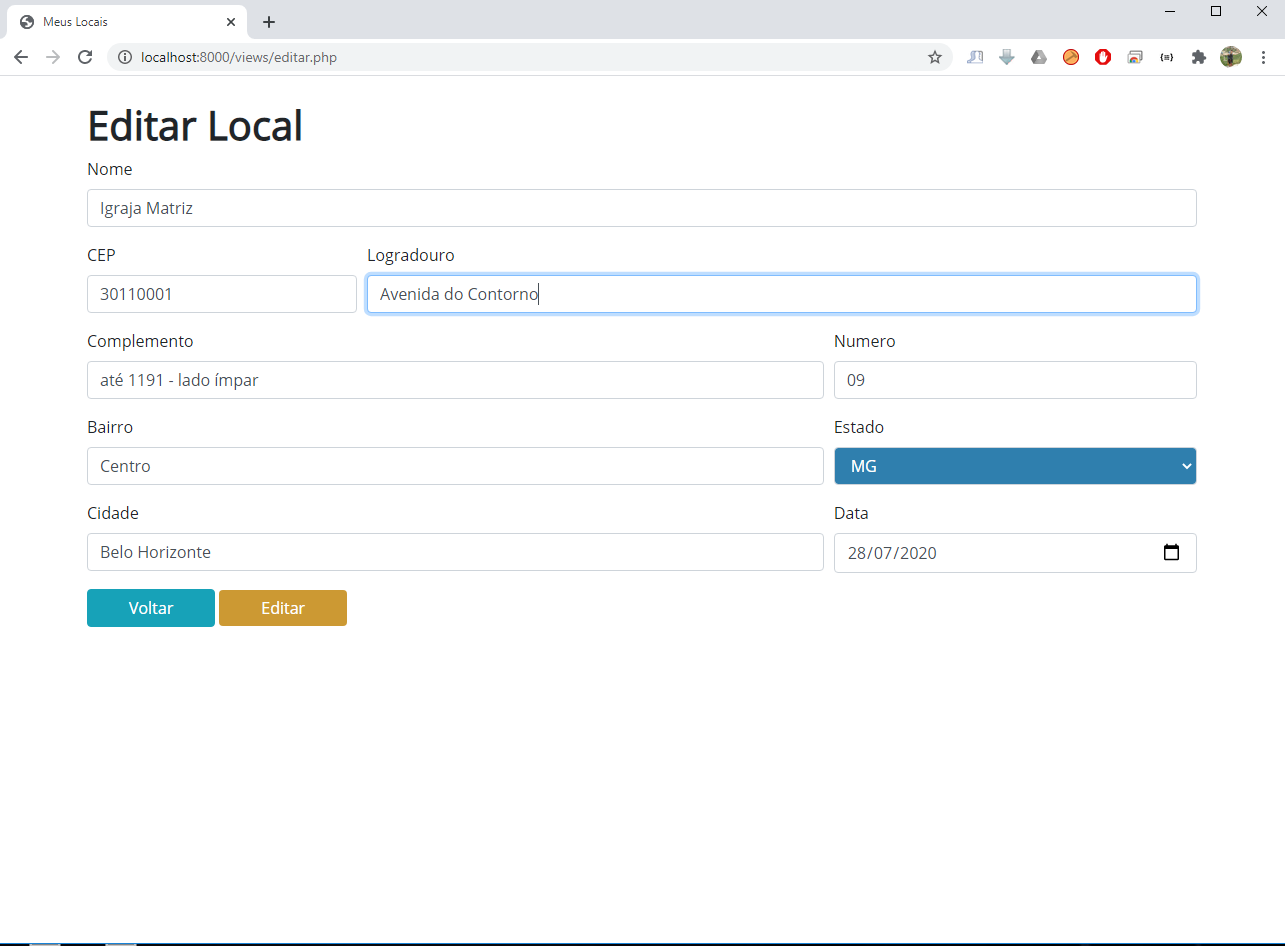 Meus Locais
localhost:8000/views/editar.php
Editar Local
Nome
Igraja Matriz
CEP Logradouro
30110001 Avenida do Contorno
Complemento Numero
até 1191 - lado ímpar 09
Bairro Estado
Centro MG
Cidade Data
Belo Horizonte 28/07/2020
Voltar Editar